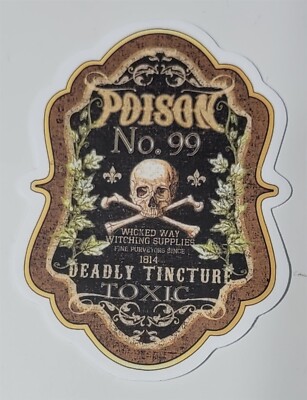 POISON
No. 99
WICKED WAY
WITCHING SUPPLIES
FINE PURVEYORS SINCE
1814
DEADLY TINCTURE
TOXIC